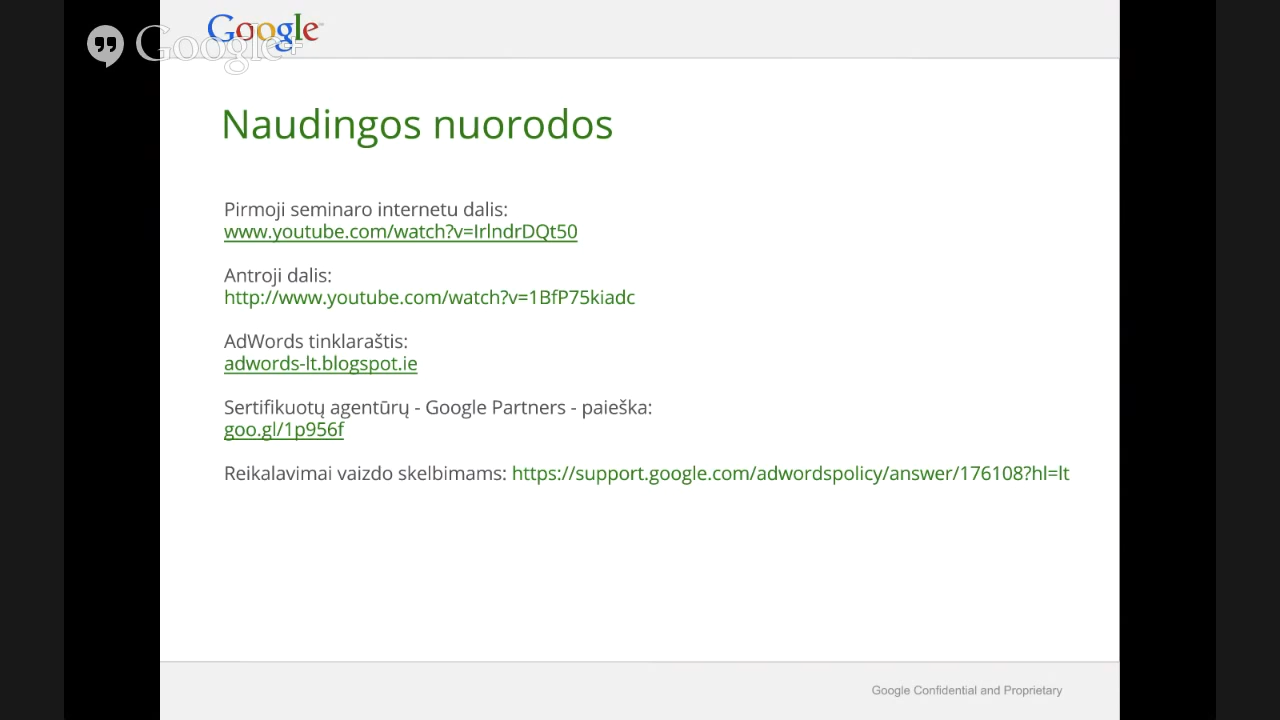 Google
Google+
Naudingos nuorodos
Pirmoji seminaro internetu dalis:
www.youtube.com/watch?v=IrlndrDQt50
Antroji dalis:
http://www.youtube.com/watch?v=1BfP75kiadc
AdWords tinklaraštis:
adwords-lt.blogspot.ie
Sertifikuotų agentūrų - Google Partners - paieška:
goo.gl/1p956f
Reikalavimai vaizdo skelbimams: https://support.google.com/adwordspolicy/answer/176108?hl=lt
Google Confidential and Proprietary